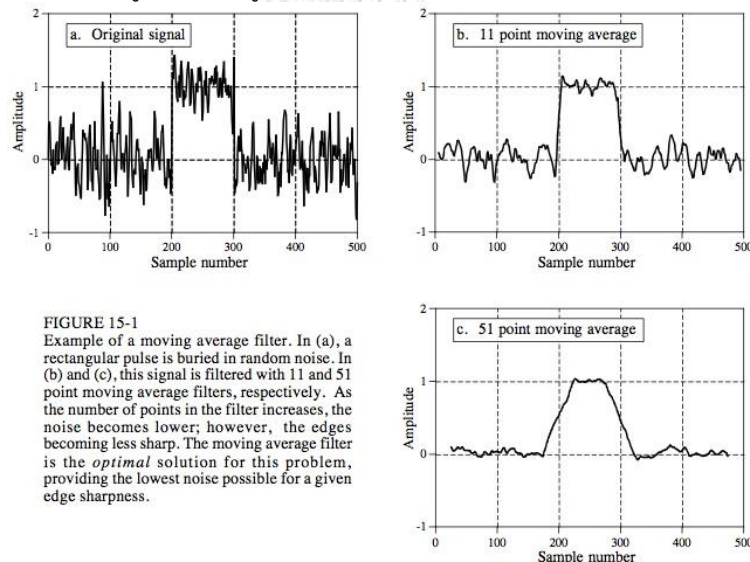 a. Original signal
2
1
0
-1
Amplitude
0 100 200 300 400 500
Sample number
b. 11 point moving average
2
1
0
-1
Amplitude
0 100 200 300 400 500
Sample number
FIGURE 15-1
Example of a moving average filter. In (a), a
rectangular pulse is buried in random noise. In
(b) and (c), this signal is filtered with 11 and 51
point moving average filters, respectively. As
the number of points in the filter increases, the
noise becomes lower; however, the edges
becoming less sharp. The moving average filter
is the optimal solution for this problem,
providing the lowest noise possible for a given
edge sharpness.
c. 51 point moving average
2
1
0
-1
Amplitude
0 100 200 300 400 500
Sample number